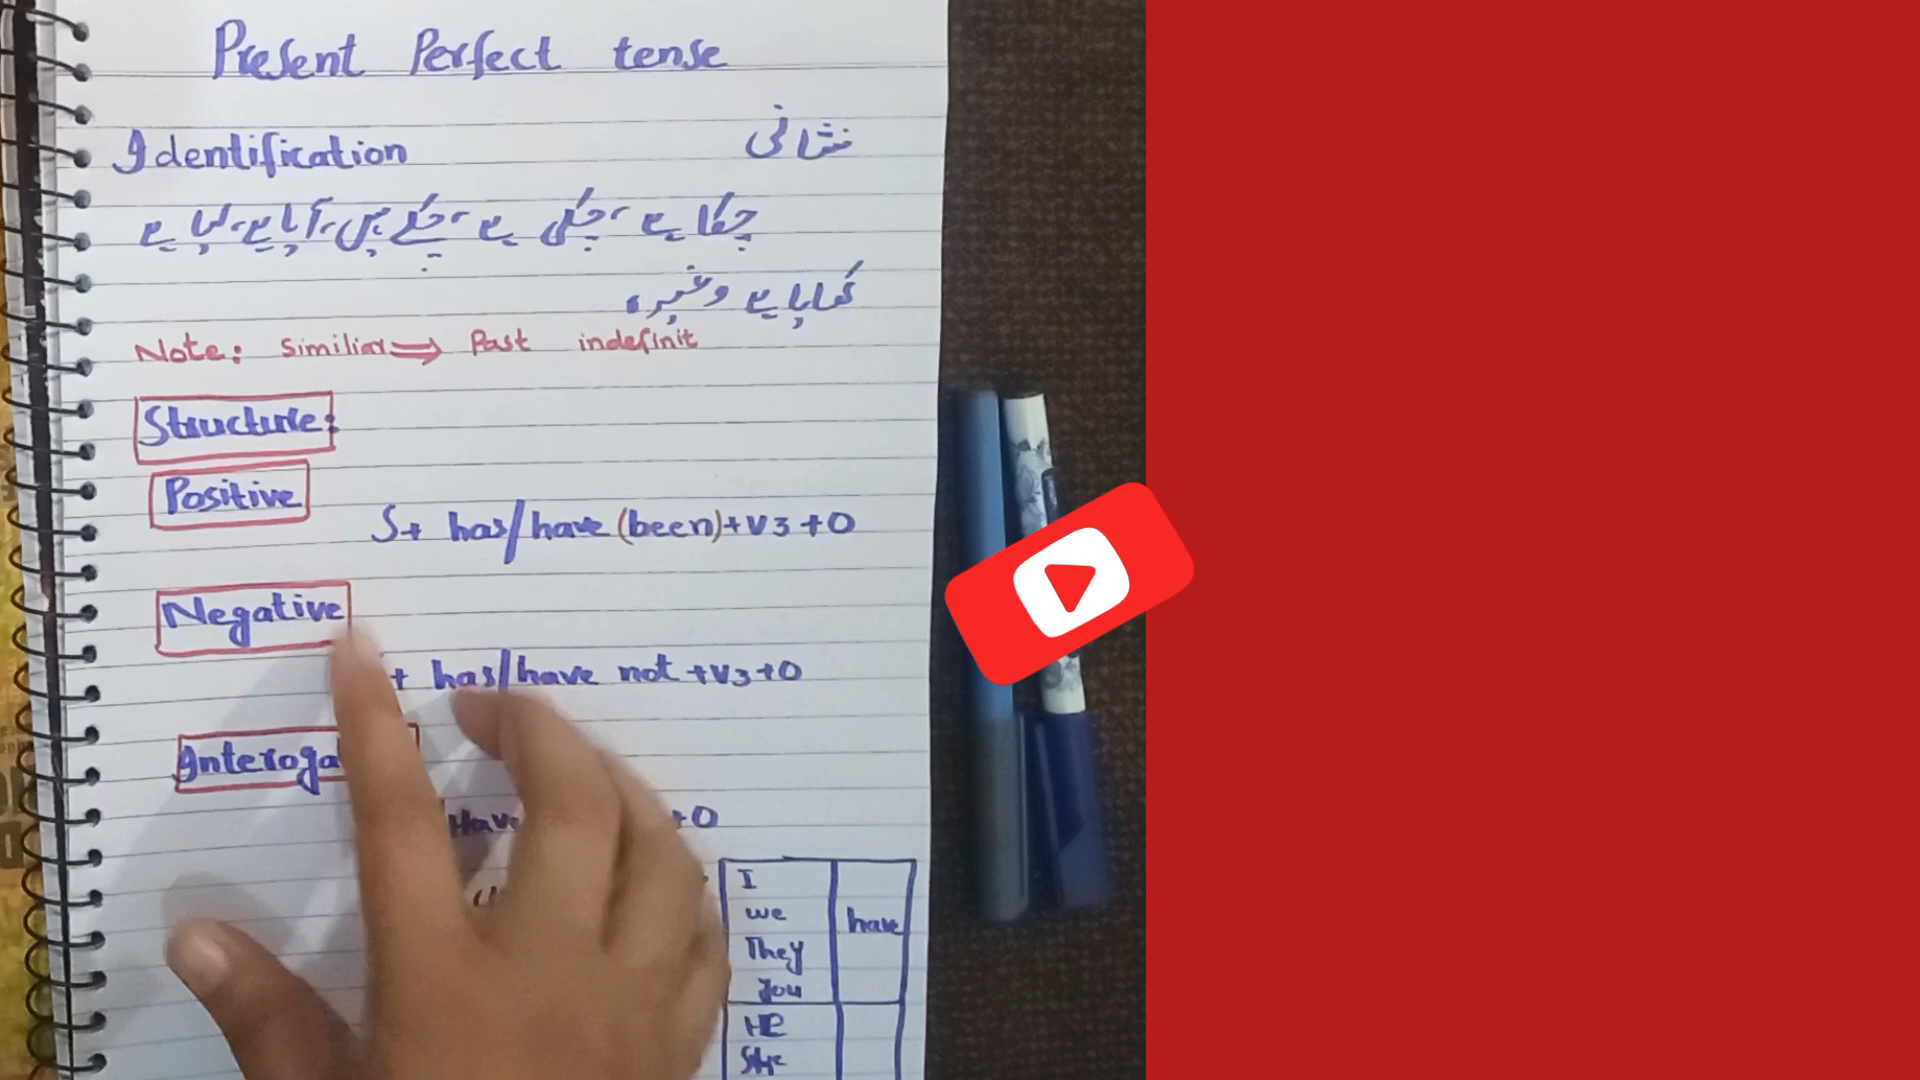 Present Perfect tense
Identification نشانی
چکا ہے، چکی ہے، چکے ہیں، آیا ہے، لیا ہے
کھایا ہے وغیرہ
Note: Similiar ⇒ Past indefinit
Structure:
Positive
S+ has/have (been)+V3+O
Negative
+ has/have not +V3+O
+O
I
we have
They
you
HE
She